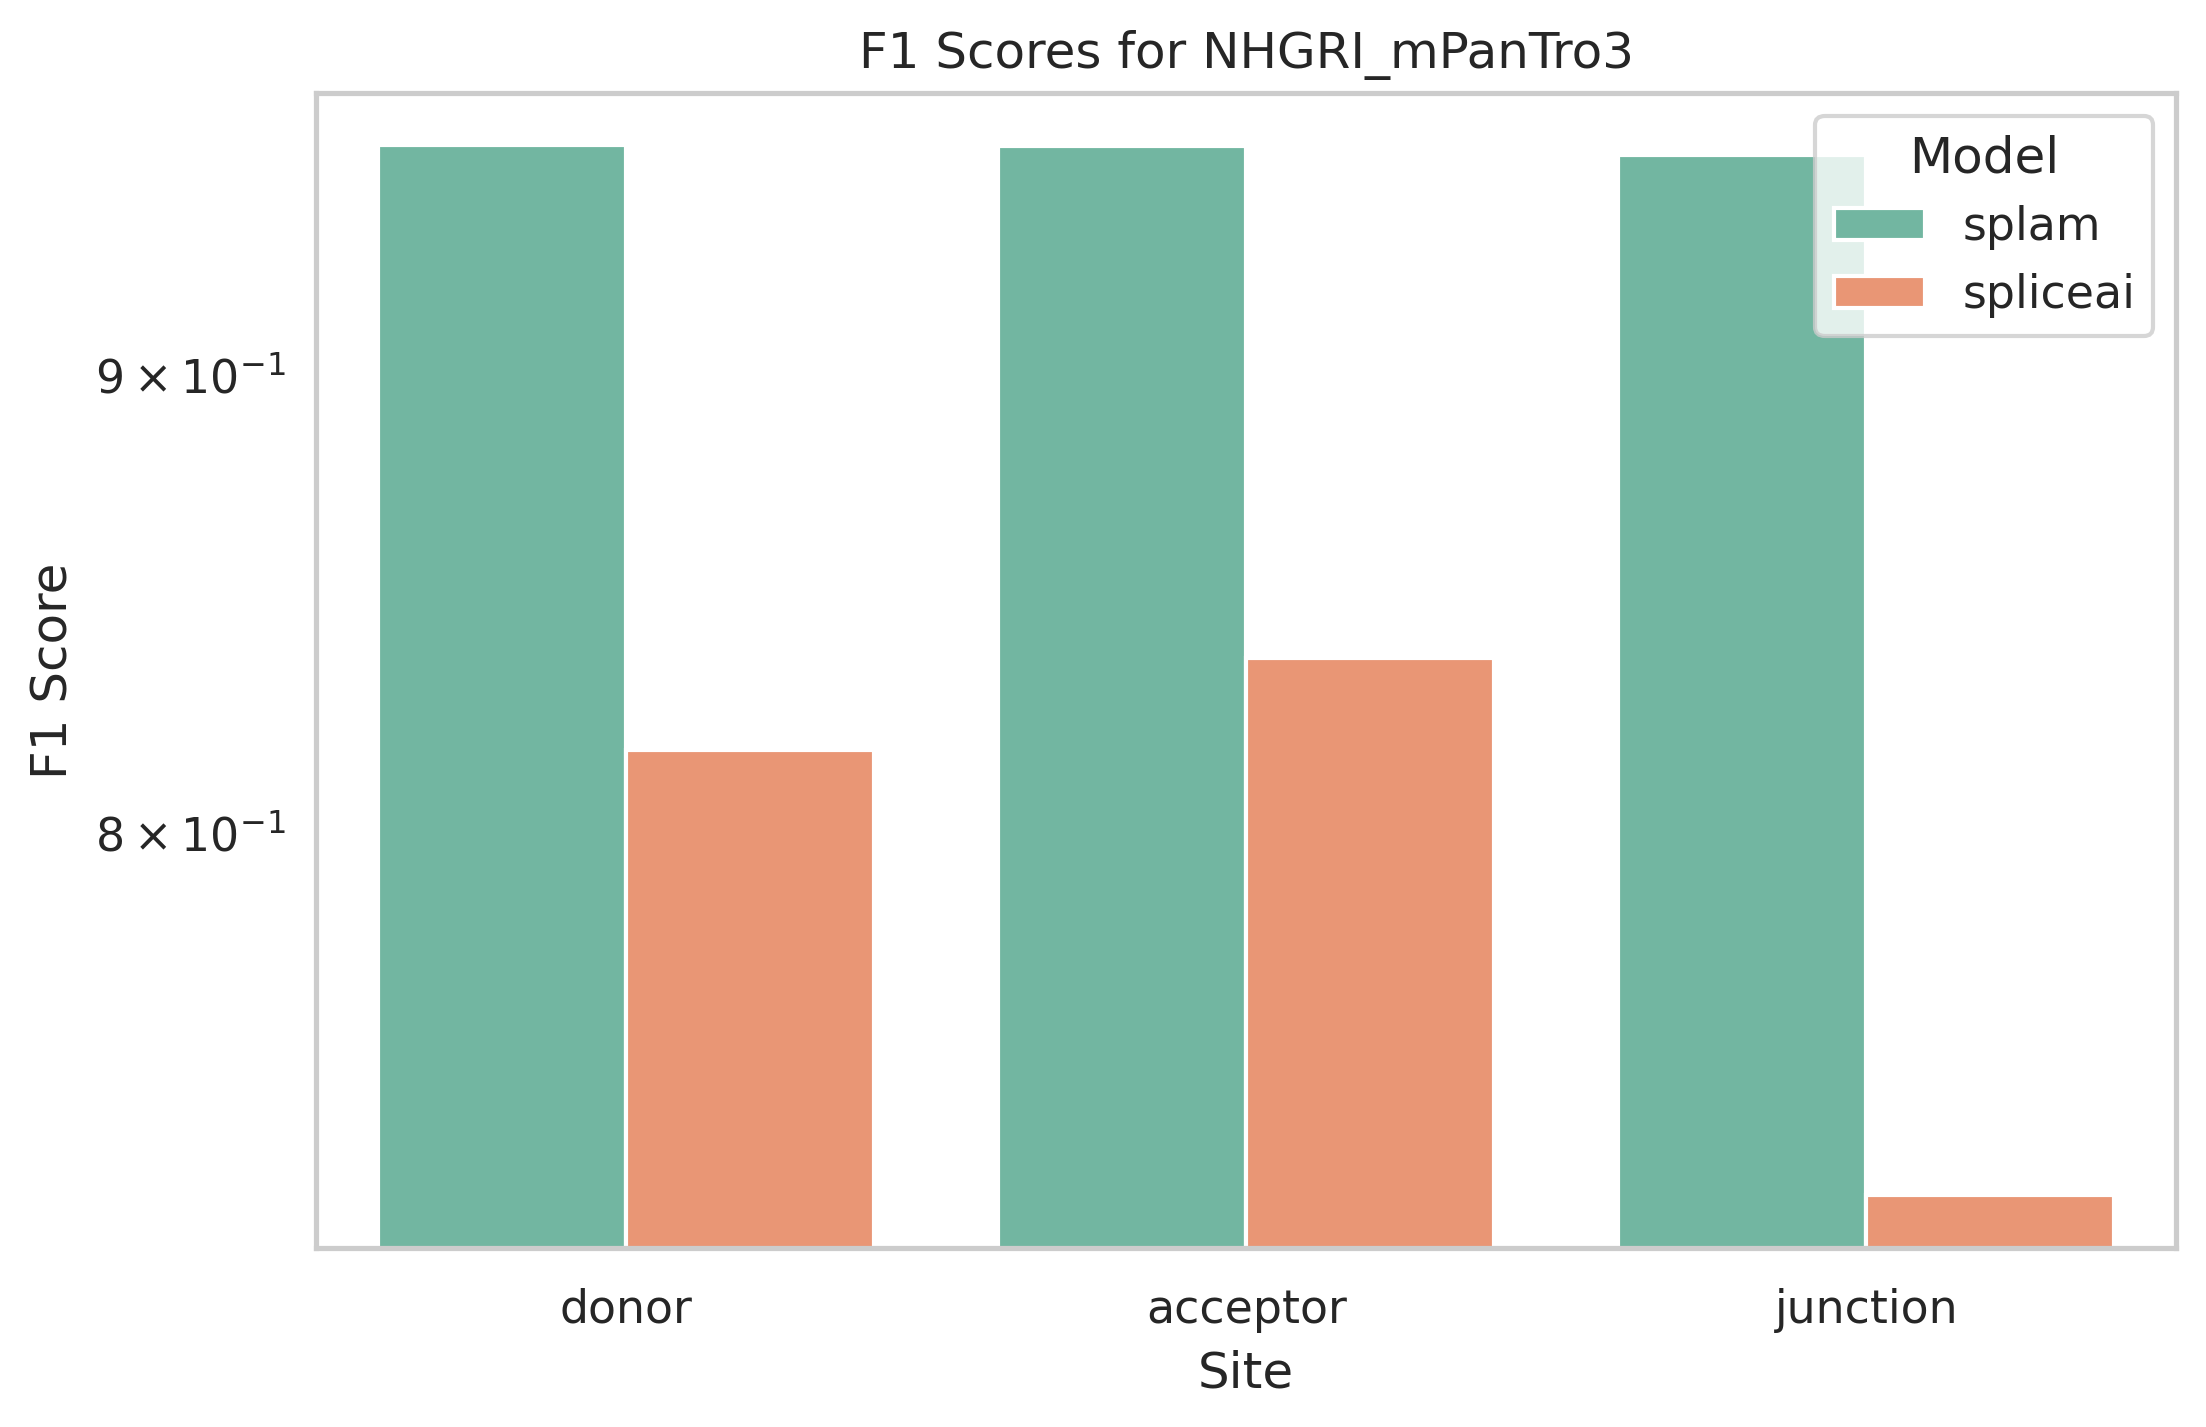 F1 Scores for NHGRI_mPanTro3
Model
splam
spliceai
F1 Score
9 × 10⁻¹
8 × 10⁻¹
donor
acceptor
junction
Site